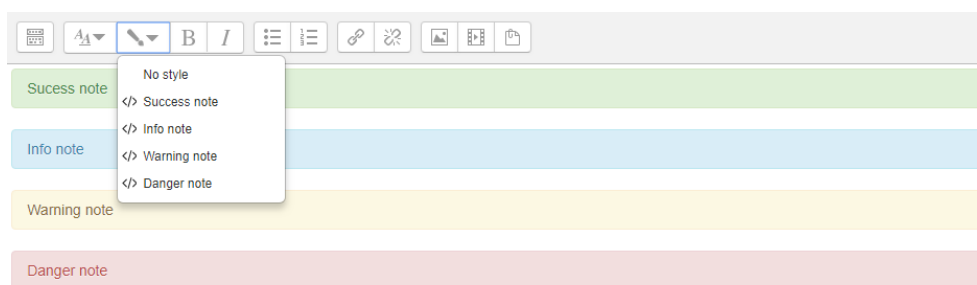 B I
No style
Sucess note
</> Success note
</> Info note
Info note
</> Warning note
</> Danger note
Warning note
Danger note